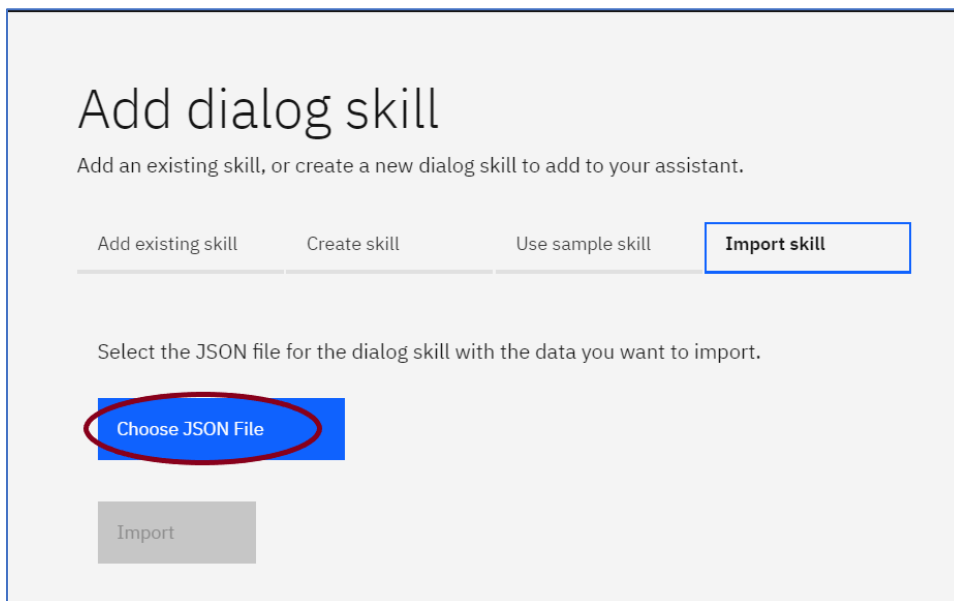 Add dialog skill
Add an existing skill, or create a new dialog skill to add to your assistant.
Add existing skill Create skill Use sample skill Import skill
Select the JSON file for the dialog skill with the data you want to import.
Choose JSON File
Import